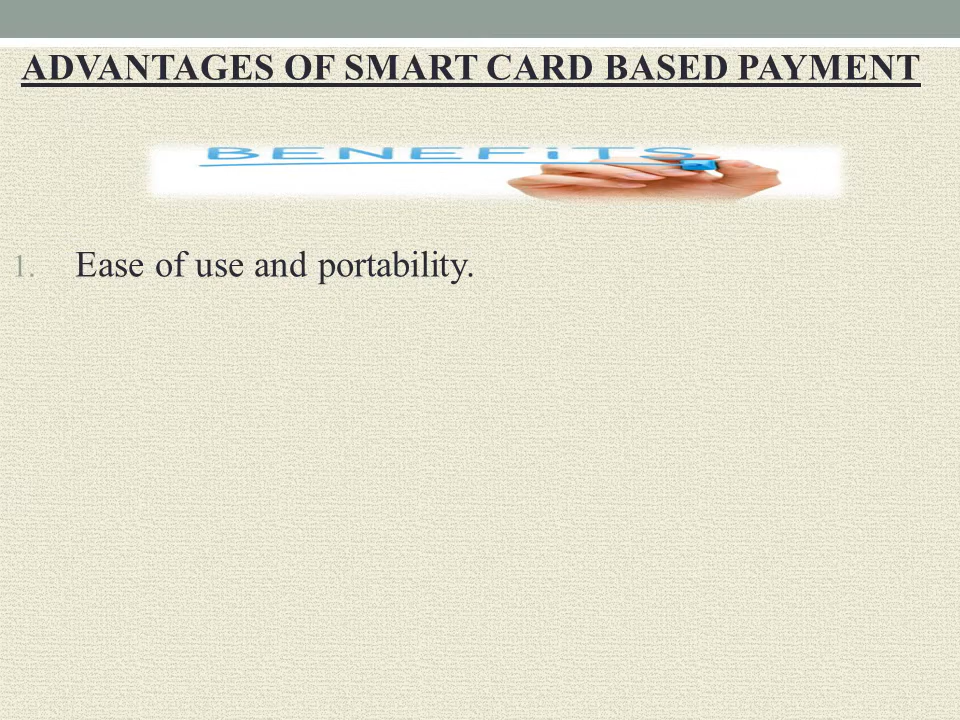 ADVANTAGES OF SMART CARD BASED PAYMENT
BENEFiTS
1. Ease of use and portability.